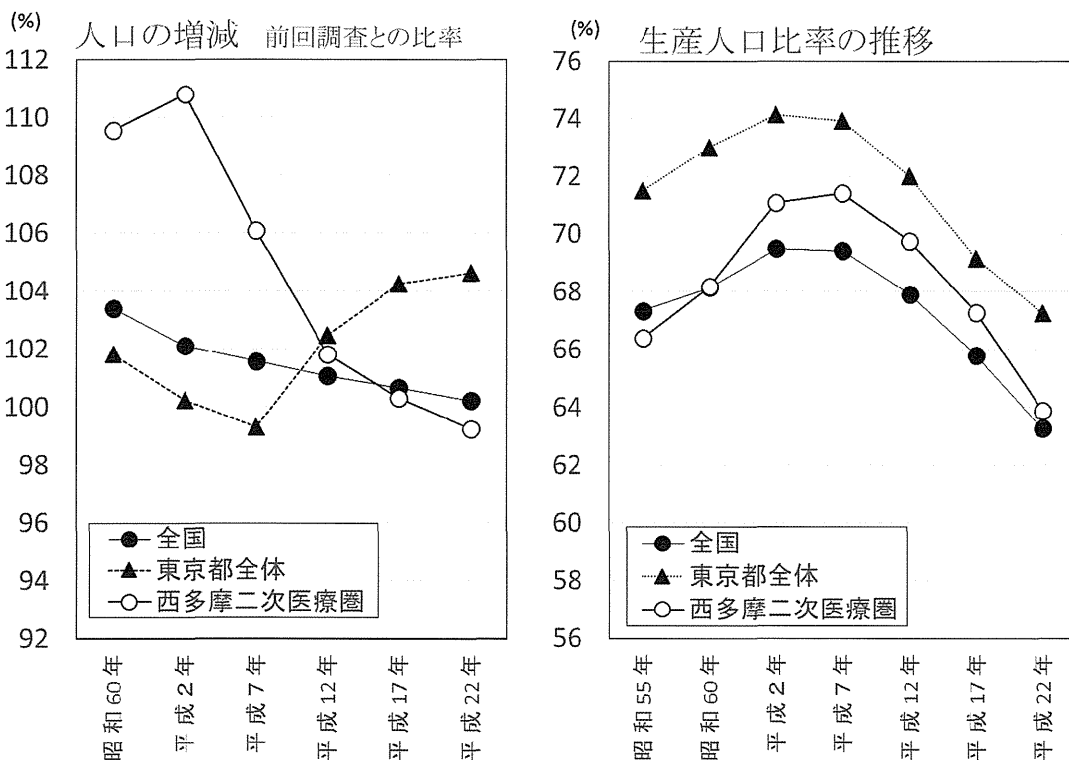 (%)
人口の増減 前回調査との比率
112
110
108
106
104
102
100
98
96
94
92
全国
東京都全体
西多摩二次医療圏
昭和60年
平成2年
平成7年
平成12年
平成17年
平成22年
(%)
生産人口比率の推移
76
74
72
70
68
66
64
62
60
58
56
全国
東京都全体
西多摩二次医療圏
昭和55年
昭和60年
平成2年
平成7年
平成12年
平成17年
平成22年